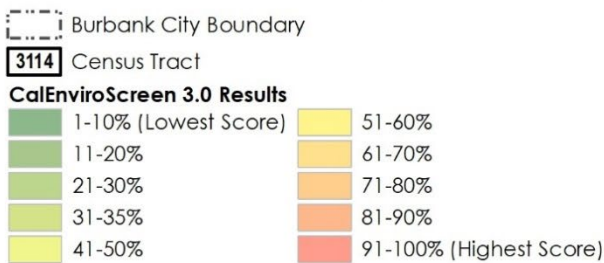 Burbank City Boundary
3114 Census Tract
CalEnviroScreen 3.0 Results
1-10% (Lowest Score)
11-20%
21-30%
31-35%
41-50%
51-60%
61-70%
71-80%
81-90%
91-100% (Highest Score)